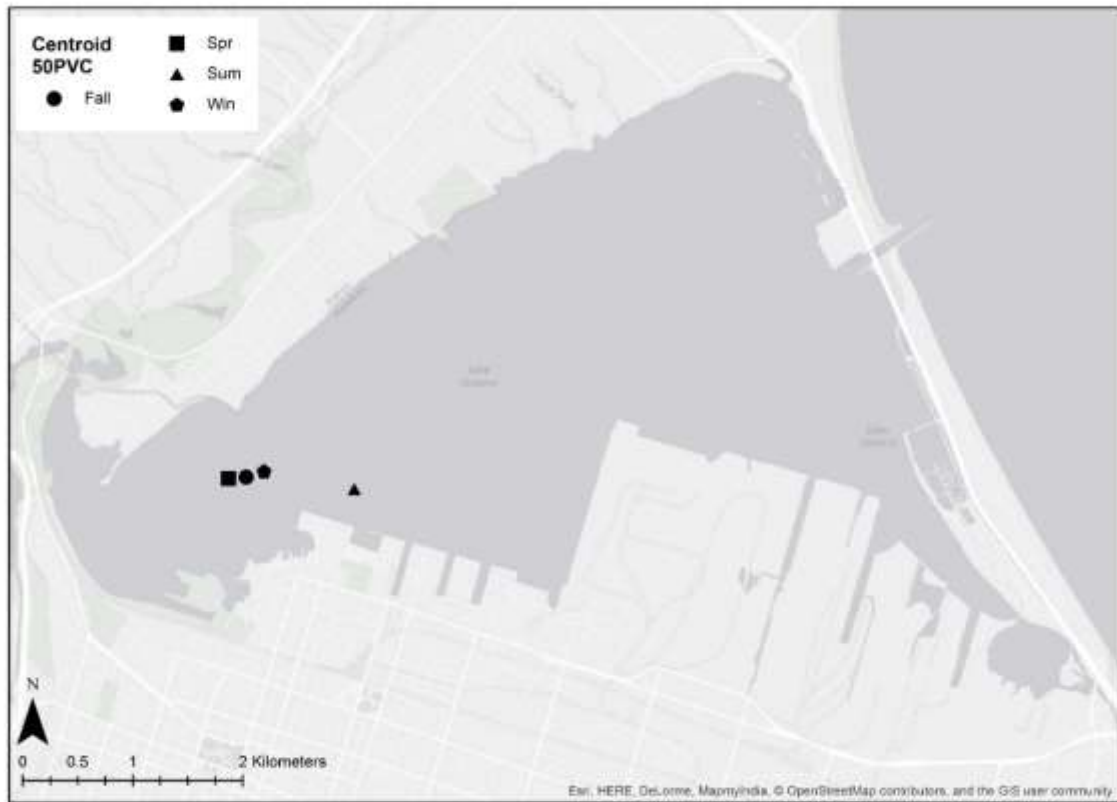 Centroid
50PVC
Fall
Spr
Sum
Win
N
0 0.5 1 2 Kilometers
Esri, HERE, DeLorme, MapmyIndia, © OpenStreetMap contributors, and the GIS user community